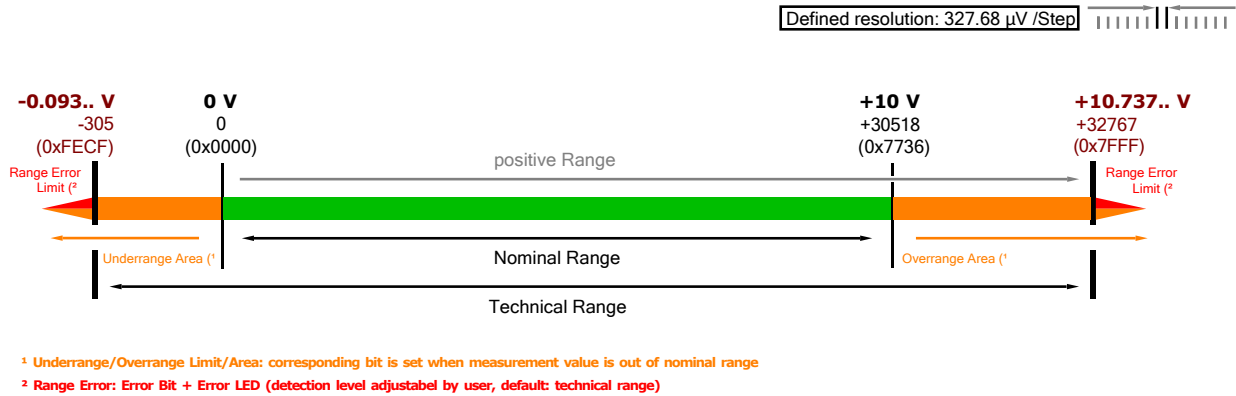 Defined resolution: 327.68 µV /Step
-0.093.. V
0 V
+10 V
+10.737.. V
-305
0
+30518
+32767
(0xFECF)
(0x0000)
(0x7736)
(0x7FFF)
Range Error
Limit (²
positive Range
Range Error
Limit (²
Underrange Area (¹
Nominal Range
Overrange Area (¹
Technical Range
¹ Underrange/Overrange Limit/Area: corresponding bit is set when measurement value is out of nominal range
² Range Error: Error Bit + Error LED (detection level adjustabel by user, default: technical range)